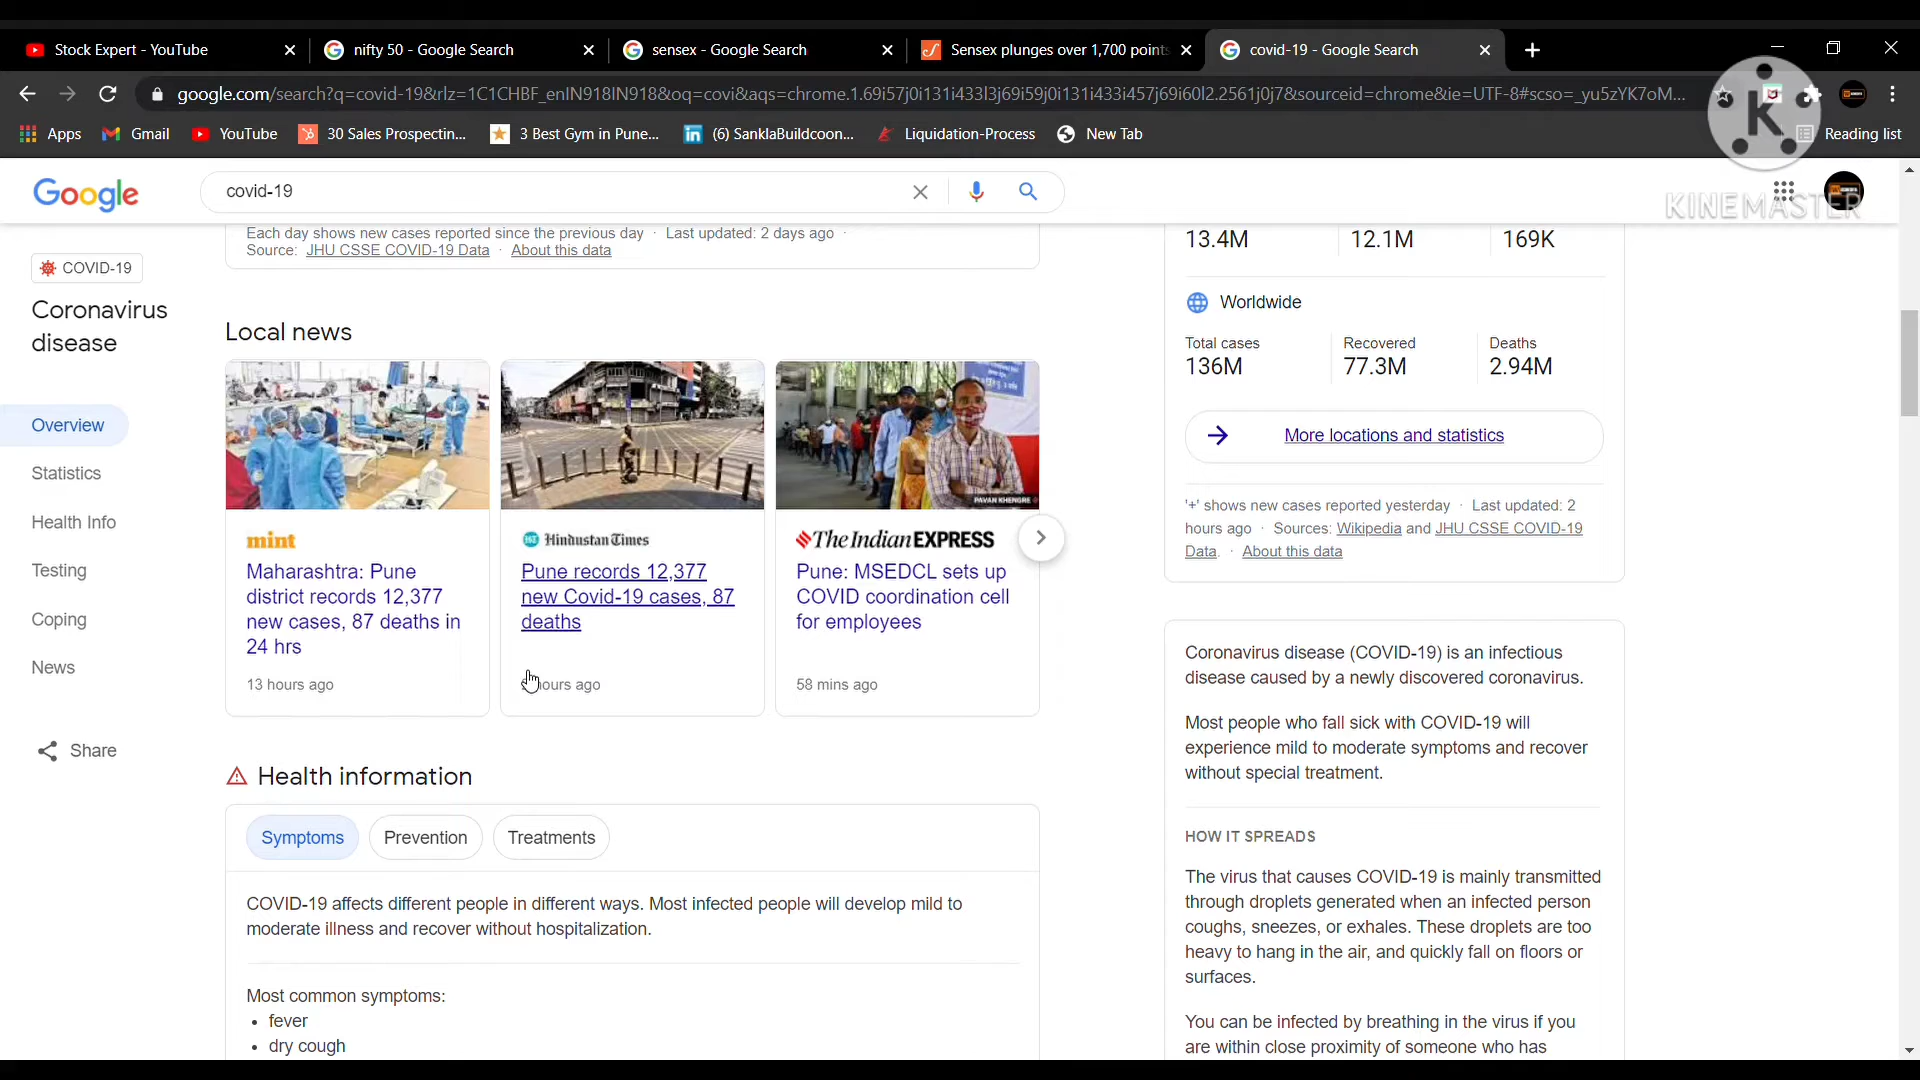 Stock Expert - YouTube
nifty 50 - Google Search
sensex - Google Search
Sensex plunges over 1,700 points
covid-19 - Google Search
google.com/search?q=covid-19&rlz=1C1CHBF_enIN918IN918&oq=covi&aqs=chrome.1.69i57j0i131i433l3j69i59j0i131i433i457j69i60l2.2561j0j7&sourceid=chrome&ie=UTF-8#scso=_yu5zYK7oM...
Apps
Gmail
YouTube
30 Sales Prospectin...
3 Best Gym in Pune...
(6) SanklaBuildcoon...
Liquidation-Process
New Tab
Reading list
K
KINEMASTER
Google
covid-19
Each day shows new cases reported since the previous day · Last updated: 2 days ago ·
Source: JHU CSSE COVID-19 Data · About this data
COVID-19
Coronavirus
disease
Overview
Statistics
Health Info
Testing
Coping
News
Share
Local news
mint
Maharashtra: Pune
district records 12,377
new cases, 87 deaths in
24 hrs
13 hours ago
Hindustan Times
Pune records 12,377
new Covid-19 cases, 87
deaths
hours ago
PAVAN KHENGRE
The Indian EXPRESS
Pune: MSEDCL sets up
COVID coordination cell
for employees
58 mins ago
Health information
Symptoms
Prevention
Treatments
COVID-19 affects different people in different ways. Most infected people will develop mild to
moderate illness and recover without hospitalization.
Most common symptoms:
• fever
• dry cough
13.4M
12.1M
169K
Worldwide
Total cases
136M
Recovered
77.3M
Deaths
2.94M
More locations and statistics
'+' shows new cases reported yesterday · Last updated: 2
hours ago · Sources: Wikipedia and JHU CSSE COVID-19
Data. · About this data
Coronavirus disease (COVID-19) is an infectious
disease caused by a newly discovered coronavirus.
Most people who fall sick with COVID-19 will
experience mild to moderate symptoms and recover
without special treatment.
HOW IT SPREADS
The virus that causes COVID-19 is mainly transmitted
through droplets generated when an infected person
coughs, sneezes, or exhales. These droplets are too
heavy to hang in the air, and quickly fall on floors or
surfaces.
You can be infected by breathing in the virus if you
are within close proximity of someone who has